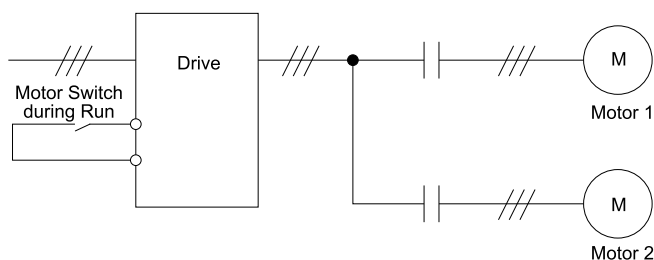 Drive
M
Motor Switch
during Run
Motor 1
M
Motor 2